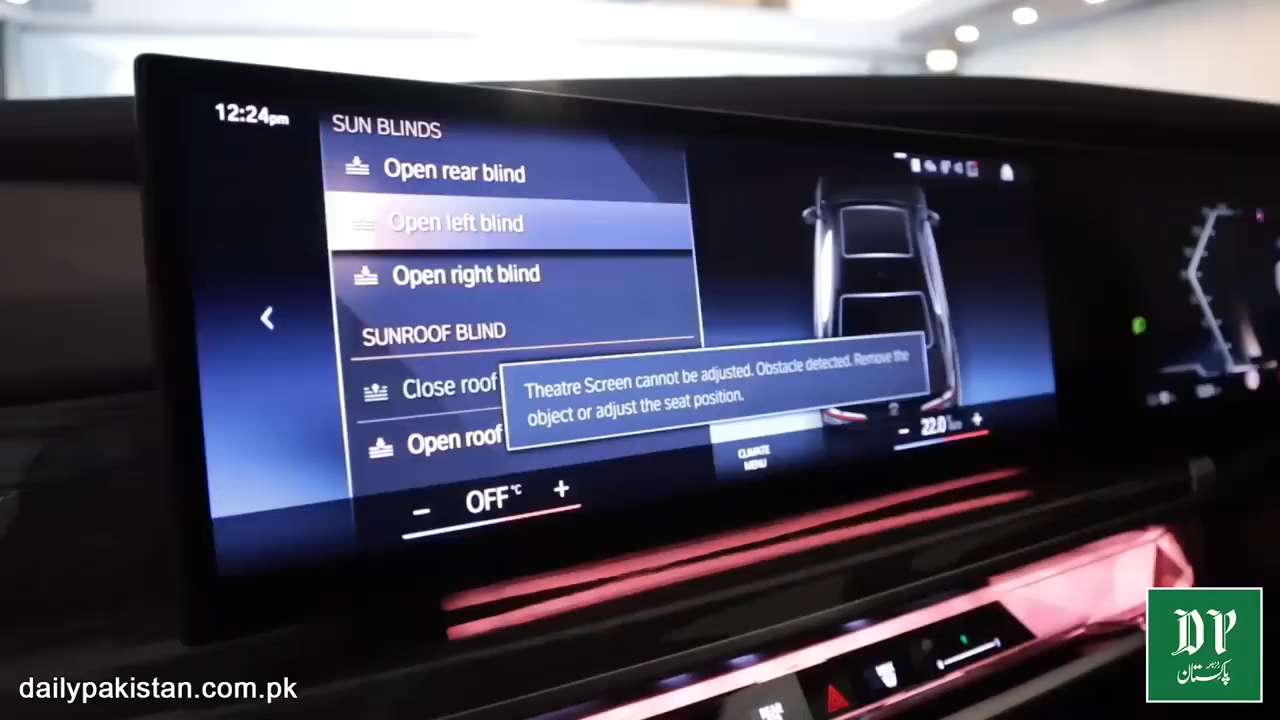 12:24pm
SUN BLINDS
Open rear blind
Open left blind
Open right blind
SUNROOF BLIND
Close roof
Open roof
Theatre Screen cannot be adjusted. Obstacle detected. Remove the
object or adjust the seat position.
CLIMATE
MENU
22.0
OFF°C
REAR
dailypakistan.com.pk
DP
روزنامہ
پاکستان